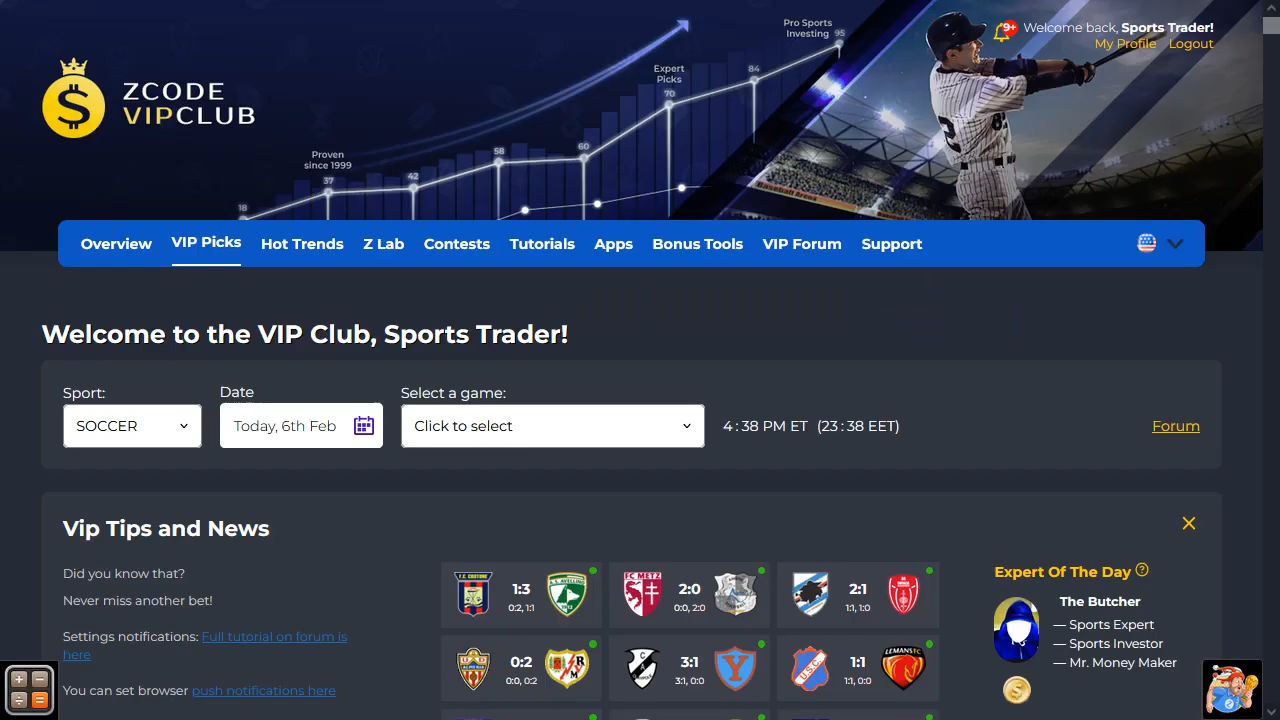 Pro Sports
Investing 95
9+ Welcome back, Sports Trader!
My Profile Logout
Expert
Picks
84
70
ZCODE
VIPCLUB
Proven
since 1999
60
58
42
37
18
Baseball Arena
Overview VIP Picks Hot Trends Z Lab Contests Tutorials Apps Bonus Tools VIP Forum Support
Welcome to the VIP Club, Sports Trader!
Sport: Date Select a game:
SOCCER Today, 6th Feb Click to select 4 : 38 PM ET (23 : 38 EET) Forum
Vip Tips and News
Did you know that?
Never miss another bet!
Settings notifications: Full tutorial on forum is
here
You can set browser push notifications here
1:3
0:2, 1:1
2:0
0:0, 2:0
2:1
1:1, 1:0
0:2
0:0, 0:2
3:1
3:1, 0:0
1:1
1:1, 0:0
Expert Of The Day ?
The Butcher
— Sports Expert
— Sports Investor
— Mr. Money Maker